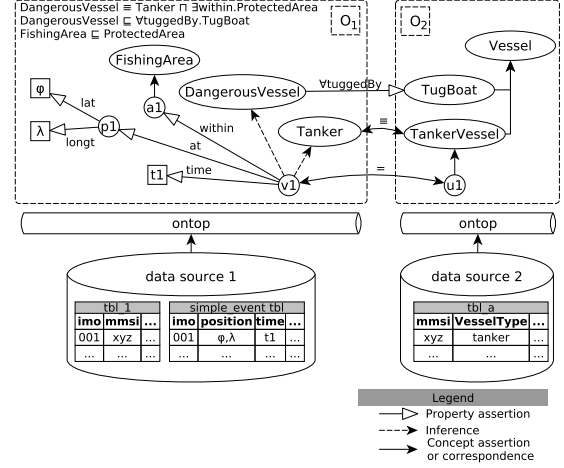 DangerousVessel ≡ Tanker ⊓ ∃within.ProtectedArea
DangerousVessel ⊑ ∀tuggedBy.TugBoat
FishingArea ⊑ ProtectedArea
O1
O2
Vessel
FishingArea
φ
lat
a1
DangerousVessel
∀tuggedBy
TugBoat
λ
longt
p1
within
Tanker
≡
TankerVessel
at
t1
time
v1
=
u1
ontop
ontop
data source 1
data source 2
tbl_1
imo mmsi ...
001 xyz ...
... ... ...
simple_event tbl
imo position time ...
001 φ,λ t1 ...
... ... ... ...
tbl_a
mmsi VesselType ...
xyz tanker ...
... ... ...
Legend
Property assertion
Inference
Concept assertion
or correspondence